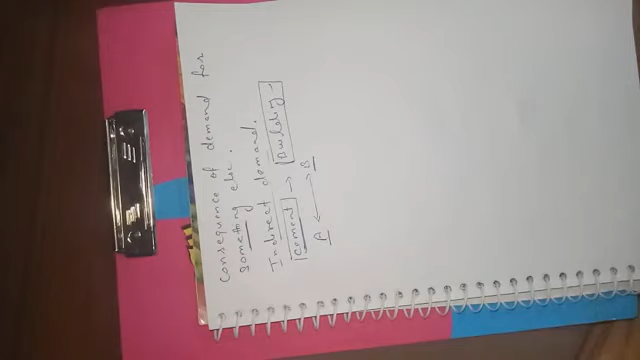 Consequence of demand for
something else.
Indirect demand.
Cement → Building →
A ↔ B